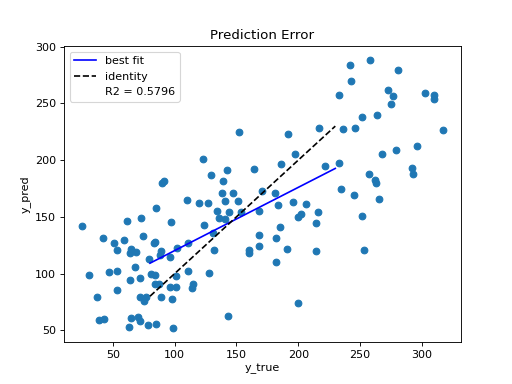 Prediction Error
best fit
identity
R2 = 0.5796
300
250
200
150
100
50
y_pred
50 100 150 200 250 300
y_true